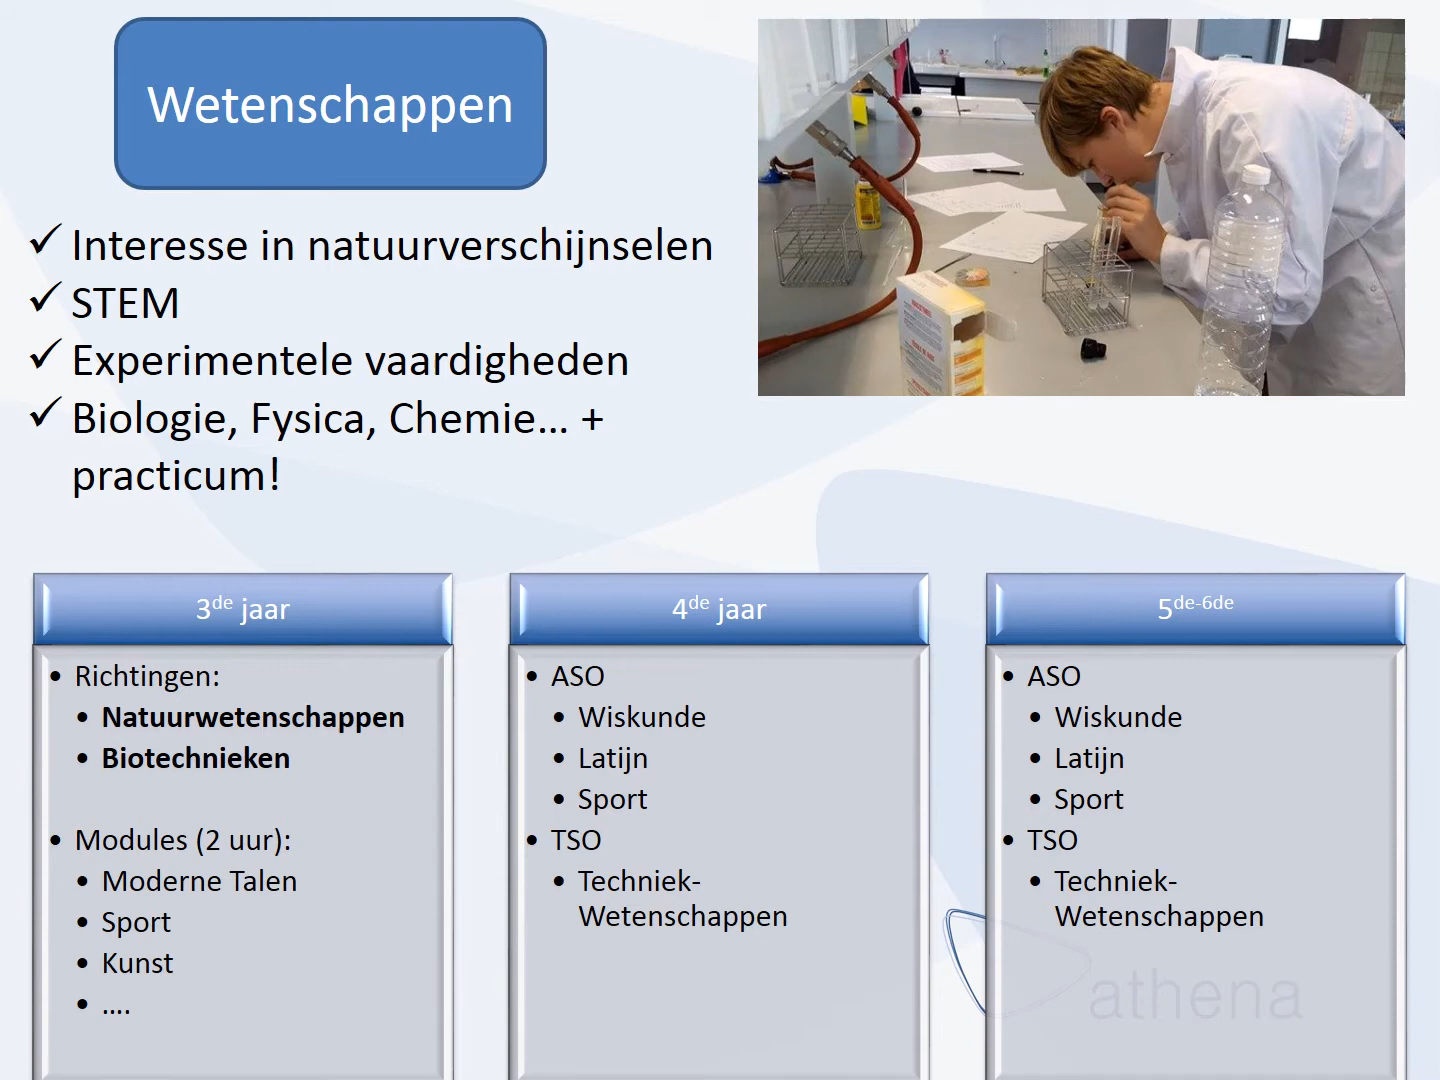 Wetenschappen
✓ Interesse in natuurverschijnselen
✓ STEM
✓ Experimentele vaardigheden
✓ Biologie, Fysica, Chemie... +
practicum!
3de jaar
• Richtingen:
• Natuurwetenschappen
• Biotechnieken
• Modules (2 uur):
• Moderne Talen
• Sport
• Kunst
• ....
4de jaar
• ASO
• Wiskunde
• Latijn
• Sport
• TSO
• Techniek-
Wetenschappen
5de-6de
• ASO
• Wiskunde
• Latijn
• Sport
• TSO
• Techniek-
Wetenschappen
athena